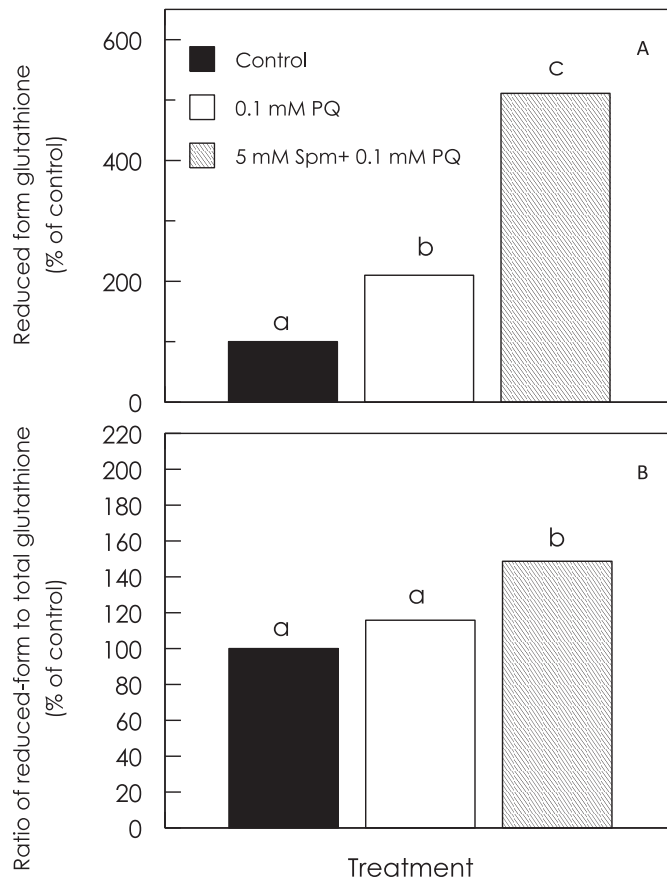 Reduced form glutathione
(% of control)
600
400
200
0
A
Control
0.1 mM PQ
5 mM Spm+ 0.1 mM PQ
a
b
c
Ratio of reduced-form to total glutathione
(% of control)
220
200
180
160
140
120
100
80
60
40
20
0
B
a
a
b
Treatment